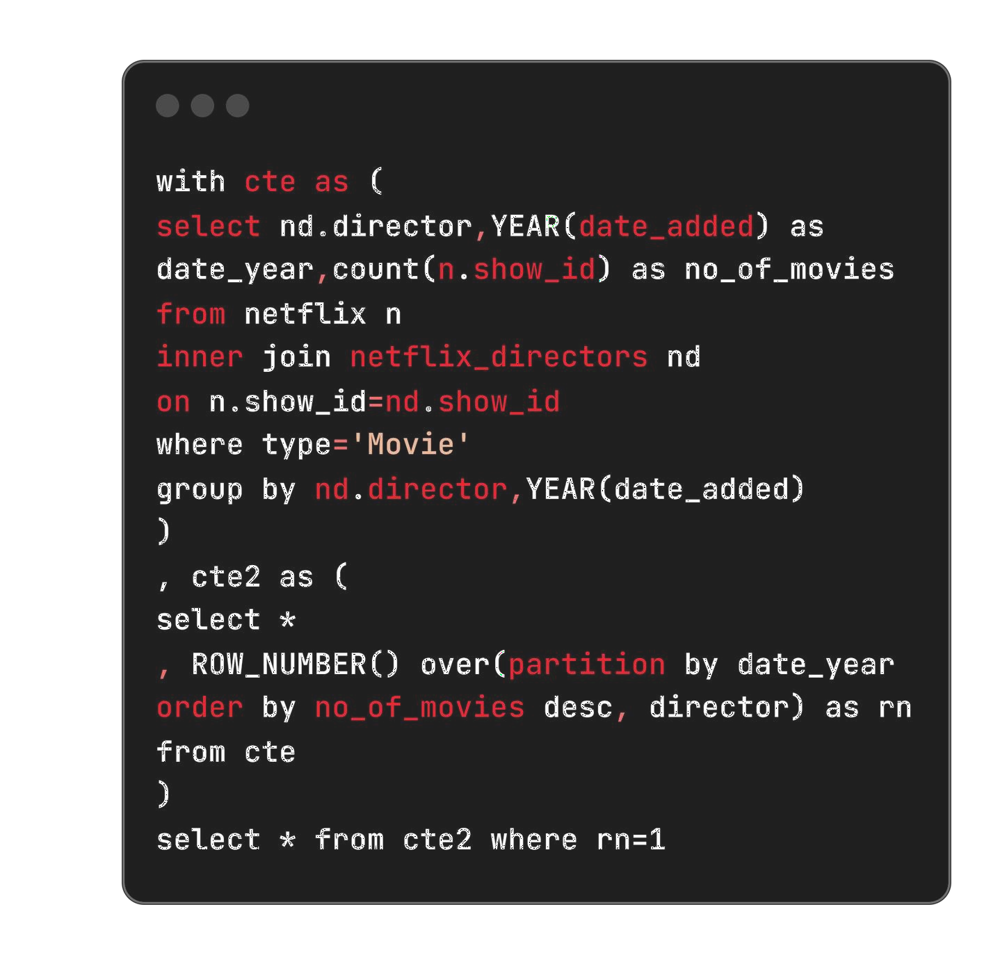 with cte as (
select nd.director,YEAR(date_added) as
date_year,count(n.show_id) as no_of_movies
from netflix n
inner join netflix_directors nd
on n.show_id=nd.show_id
where type='Movie'
group by nd.director,YEAR(date_added)
)
, cte2 as (
select *
, ROW_NUMBER() over(partition by date_year
order by no_of_movies desc, director) as rn
from cte
)
select * from cte2 where rn=1